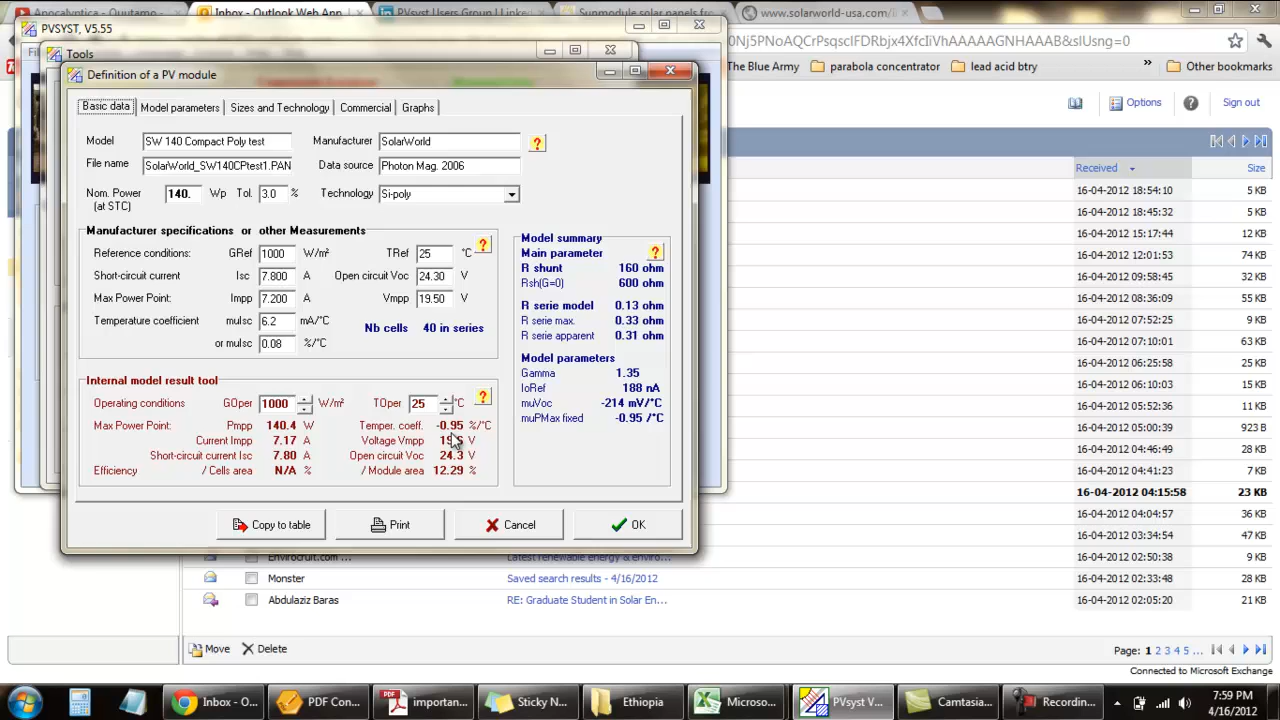 Apocalyptica - Quutamo
Inbox - Outlook Web App
PVsyst Users Group | Linked
Sunmodule solar panels fro
www.solarworld-usa.com/
PVSYST, V5.55
Tools
Definition of a PV module
The Blue Army
parabola concentrator
lead acid btry
»
Other bookmarks
Basic data
Model parameters
Sizes and Technology
Commercial
Graphs
Options
Sign out
Model SW 140 Compact Poly test
Manufacturer SolarWorld
File name SolarWorld_SW140CPtest1.PAN
Data source Photon Mag. 2006
Nom. Power 140. Wp Tol. 3.0 %
(at STC)
Technology Si-poly
Manufacturer specifications or other Measurements
Reference conditions: GRef 1000 W/m² TRef 25 °C
Short-circuit current Isc 7.800 A Open circuit Voc 24.30 V
Max Power Point: Impp 7.200 A Vmpp 19.50 V
Temperature coefficient muIsc 6.2 mA/°C
Nb cells 40 in series
or muIsc 0.08 %/°C
Internal model result tool
Operating conditions GOper 1000 W/m² TOper 25 °C
Max Power Point: Pmpp 140.4 W Temper. coeff. -0.95 %/°C
Current Impp 7.17 A Voltage Vmpp V
Short-circuit current Isc 7.80 A Open circuit Voc 24.3 V
Efficiency / Cells area N/A % / Module area 12.29 %
Model summary
Main parameter
R shunt 160 ohm
Rsh(G=0) 600 ohm
R serie model 0.13 ohm
R serie max. 0.33 ohm
R serie apparent 0.31 ohm
Model parameters
Gamma 1.35
IoRef 188 nA
muVoc -214 mV/°C
muPMax fixed -0.95 /°C
Copy to table
Print
Cancel
OK
Received Size
16-04-2012 18:54:10 5 KB
16-04-2012 18:45:32 5 KB
16-04-2012 15:17:44 12 KB
16-04-2012 12:01:53 74 KB
16-04-2012 09:58:45 32 KB
16-04-2012 08:36:09 55 KB
16-04-2012 07:52:25 12 KB
16-04-2012 07:10:01 63 KB
16-04-2012 06:25:58 25 KB
16-04-2012 06:10:03 15 KB
16-04-2012 05:55:05 923 B
16-04-2012 04:46:49 28 KB
16-04-2012 04:41:23 7 KB
16-04-2012 04:15:58 23 KB
16-04-2012 04:04:57 36 KB
16-04-2012 03:34:54 47 KB
Envirocruit.com ... Latest renewable energy & enviro... 16-04-2012 02:50:38 9 KB
Monster Saved search results - 4/16/2012 16-04-2012 02:33:48 28 KB
Abdulaziz Baras RE: Graduate Student in Solar En... 16-04-2012 02:05:20 21 KB
Move
Delete
Page: 1 2 3 4 5 ...
Connected to Microsoft Exchange
Inbox - O...
PDF Con...
important...
Sticky N...
Ethiopia
Microso...
PVsyst V...
Camtasia...
Recordin...
7:59 PM
4/16/2012